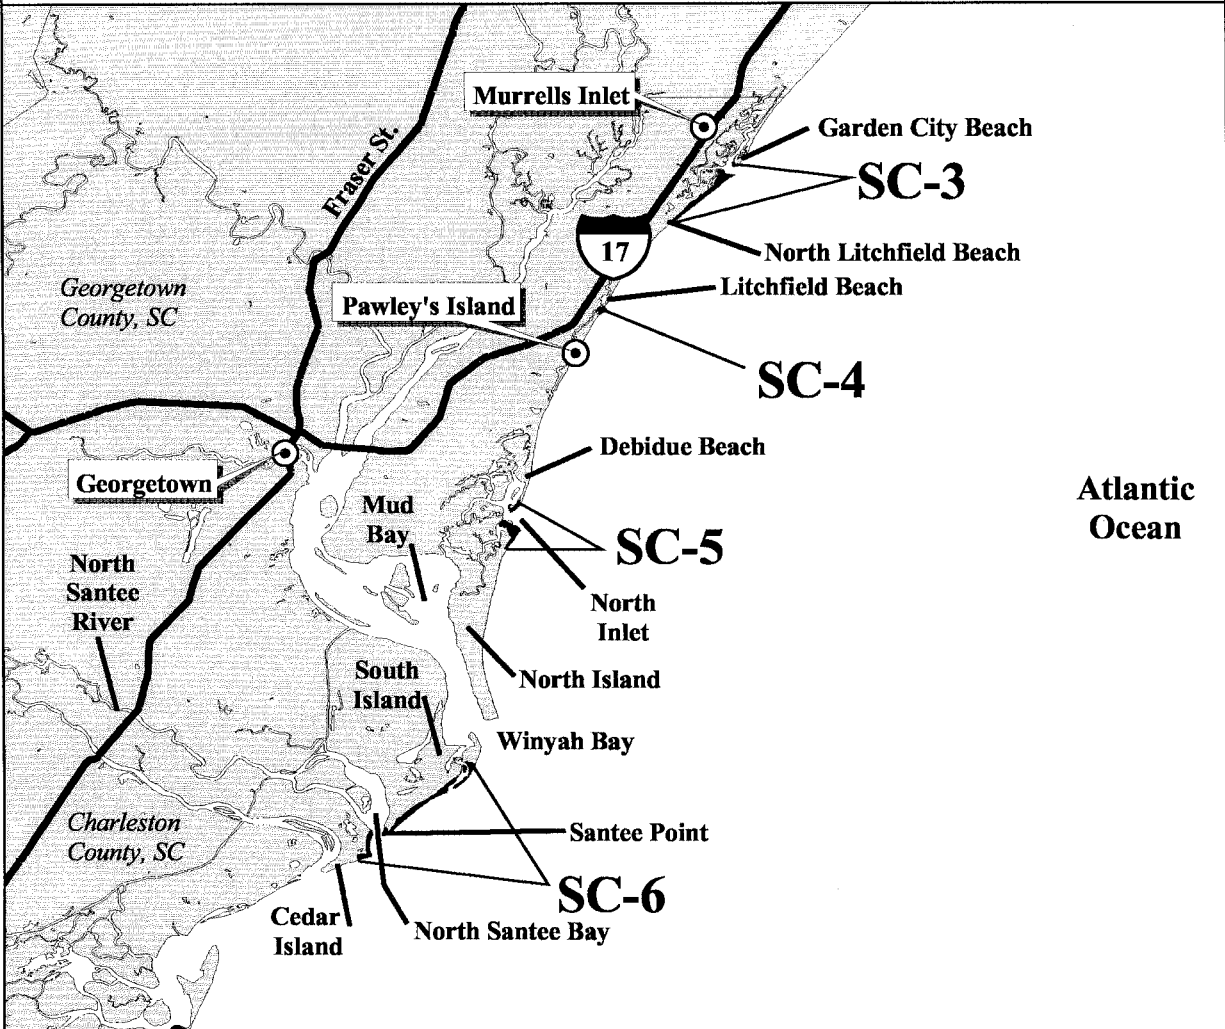 Murrells Inlet
Garden City Beach
Fraser St.
SC-3
17
North Litchfield Beach
Georgetown
County, SC
Litchfield Beach
Pawley's Island
SC-4
Debidue Beach
Georgetown
Atlantic
Ocean
Mud
Bay
SC-5
North
Santee
River
North
Inlet
South
Island
North Island
Winyah Bay
Charleston
County, SC
Santee Point
SC-6
Cedar
Island
North Santee Bay